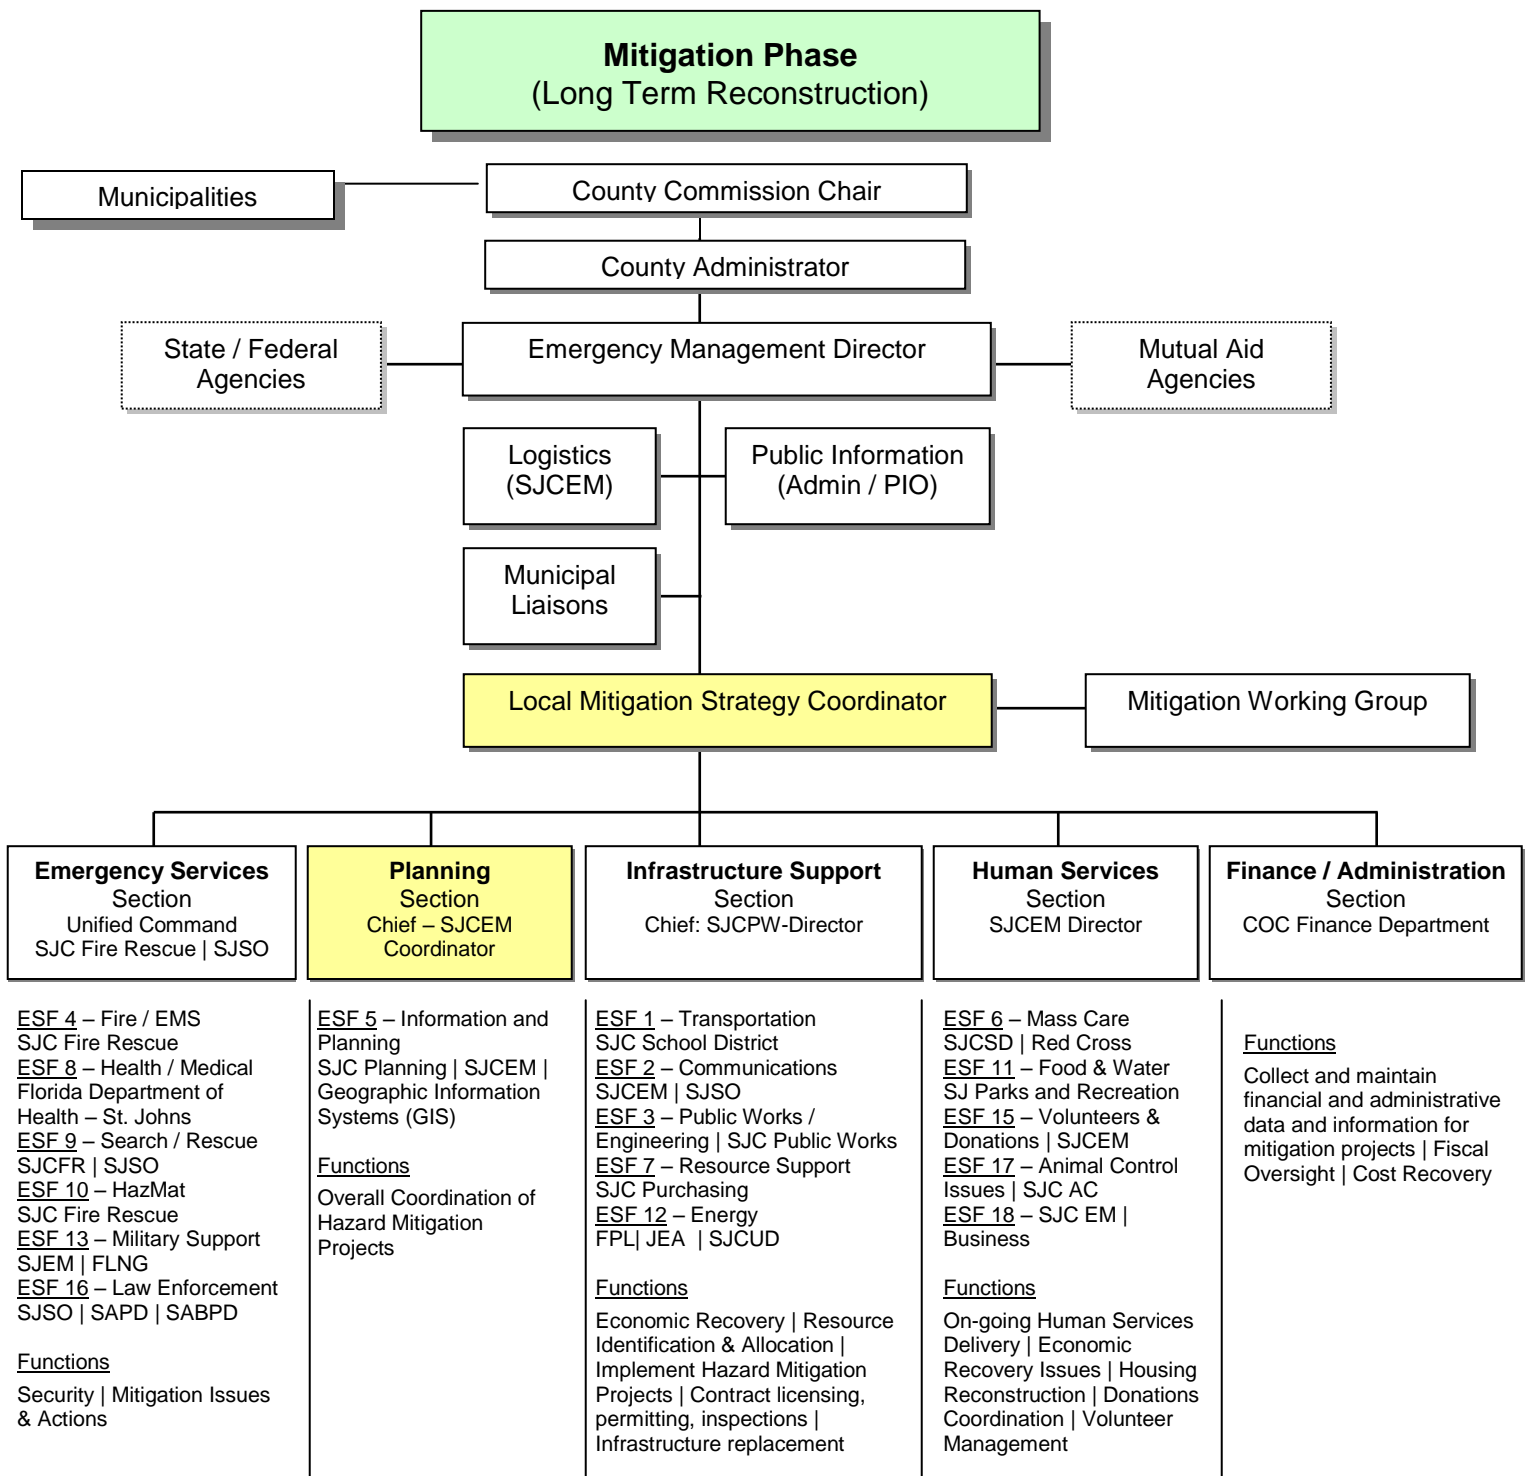 Mitigation Phase
(Long Term Reconstruction)
Municipalities
County Commission Chair
County Administrator
State / Federal
Agencies
Emergency Management Director
Mutual Aid
Agencies
Logistics
(SJCEM)
Public Information
(Admin / PIO)
Municipal
Liaisons
Local Mitigation Strategy Coordinator
Mitigation Working Group
Emergency Services
Section
Unified Command
SJC Fire Rescue | SJSO
Planning
Section
Chief – SJCEM
Coordinator
Infrastructure Support
Section
Chief: SJCPW-Director
Human Services
Section
SJCEM Director
Finance / Administration
Section
COC Finance Department
ESF 4 – Fire / EMS
SJC Fire Rescue
ESF 8 – Health / Medical
Florida Department of
Health – St. Johns
ESF 9 – Search / Rescue
SJCFR | SJSO
ESF 10 – HazMat
SJC Fire Rescue
ESF 13 – Military Support
SJEM | FLNG
ESF 16 – Law Enforcement
SJSO | SAPD | SABPD
Functions
Security | Mitigation Issues
& Actions
ESF 5 – Information and
Planning
SJC Planning | SJCEM |
Geographic Information
Systems (GIS)
Functions
Overall Coordination of
Hazard Mitigation
Projects
ESF 1 – Transportation
SJC School District
ESF 2 – Communications
SJCEM | SJSO
ESF 3 – Public Works /
Engineering | SJC Public Works
ESF 7 – Resource Support
SJC Purchasing
ESF 12 – Energy
FPL| JEA  | SJCUD
Functions
Economic Recovery | Resource
Identification & Allocation |
Implement Hazard Mitigation
Projects | Contract licensing,
permitting, inspections |
Infrastructure replacement
ESF 6 – Mass Care
SJCSD | Red Cross
ESF 11 – Food & Water
SJ Parks and Recreation
ESF 15 – Volunteers &
Donations | SJCEM
ESF 17 – Animal Control
Issues | SJC AC
ESF 18 – SJC EM |
Business
Functions
On-going Human Services
Delivery | Economic
Recovery Issues | Housing
Reconstruction | Donations
Coordination | Volunteer
Management
Functions
Collect and maintain
financial and administrative
data and information for
mitigation projects | Fiscal
Oversight | Cost Recovery